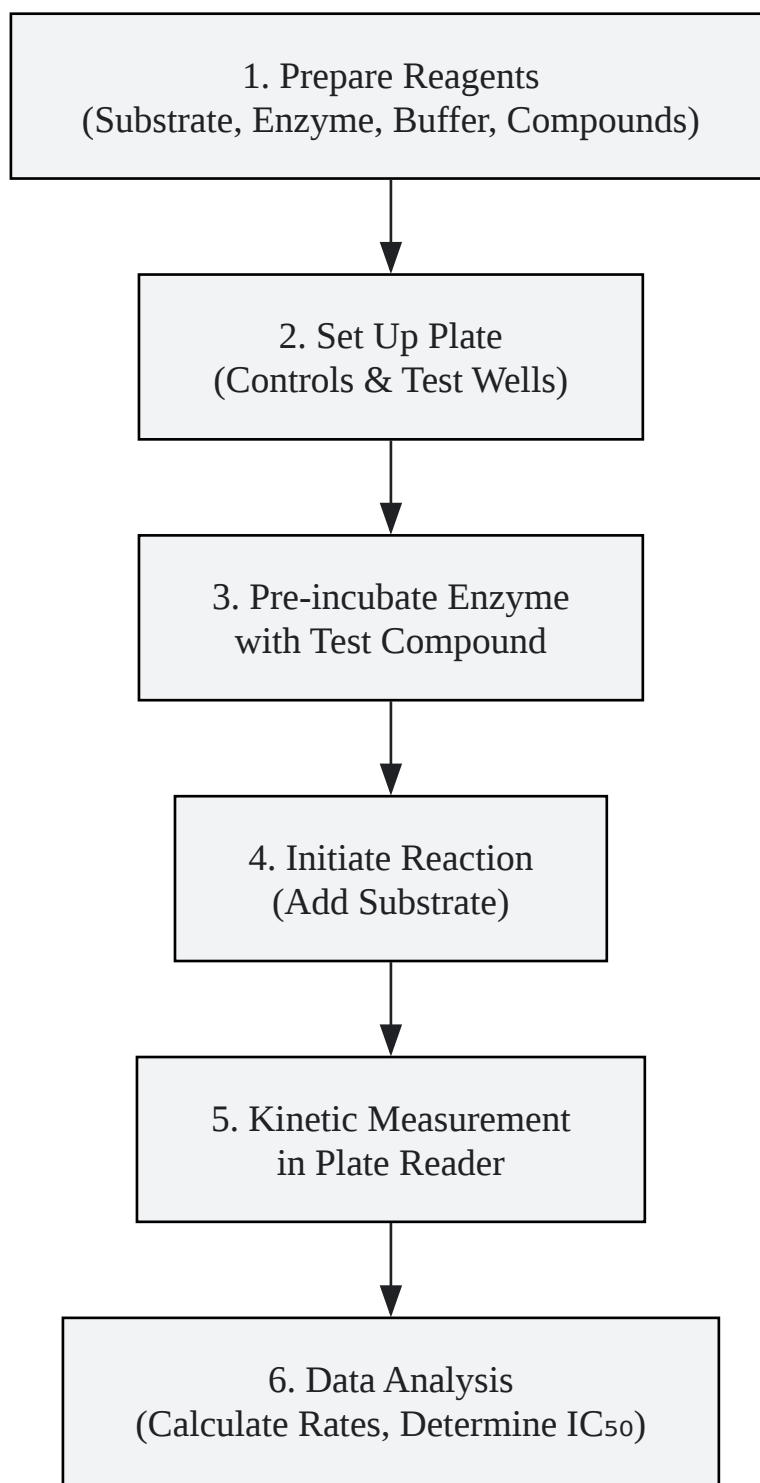 1. Prepare Reagents
(Substrate, Enzyme, Buffer, Compounds)
2. Set Up Plate
(Controls & Test Wells)
3. Pre-incubate Enzyme
with Test Compound
4. Initiate Reaction
(Add Substrate)
5. Kinetic Measurement
in Plate Reader
6. Data Analysis
(Calculate Rates, Determine IC₅₀)